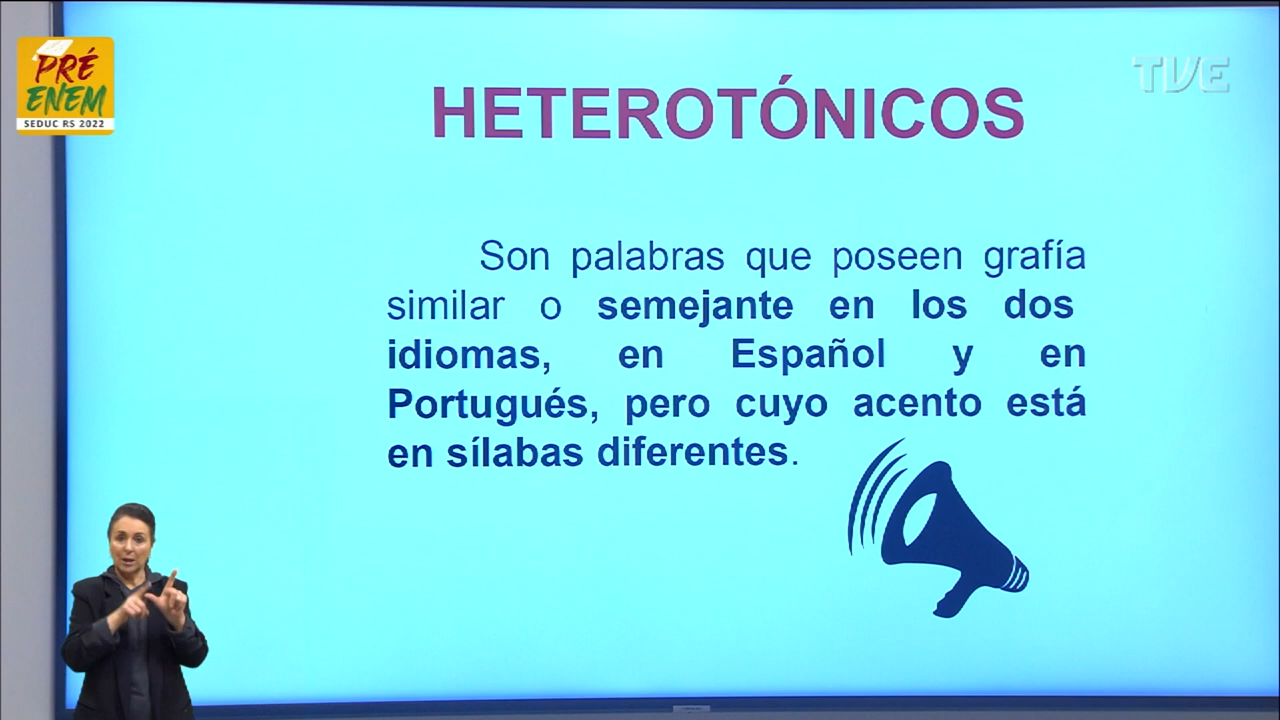 PRÉ
ENEM
SEDUC RS 2022
TVE
HETEROTÓNICOS
Son palabras que poseen grafía
similar o semejante en los dos
idiomas, en Español y en
Portugués, pero cuyo acento está
en sílabas diferentes.